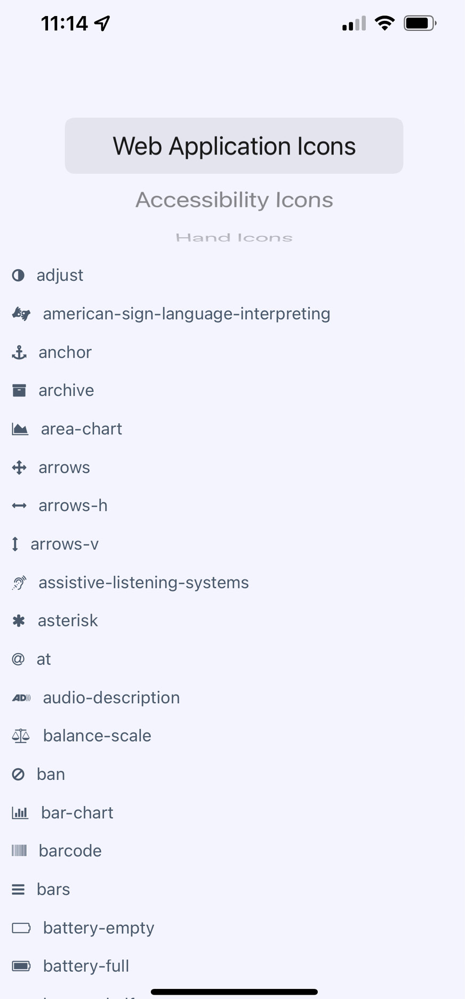 11:14
Web Application Icons
Accessibility Icons
Hand Icons
adjust
american-sign-language-interpreting
anchor
archive
area-chart
arrows
arrows-h
arrows-v
assistive-listening-systems
asterisk
@ at
AD audio-description
balance-scale
ban
bar-chart
barcode
bars
battery-empty
battery-full